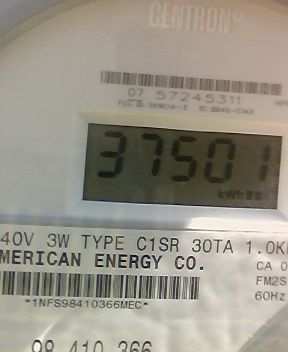 CENTRON®
07 57245311
37501
kWh
40V 3W TYPE C1SR 30TA 1.0K
MERICAN ENERGY CO.
CA 0
FM2S
*1NFS98410366MEC*
60Hz
98 410 366